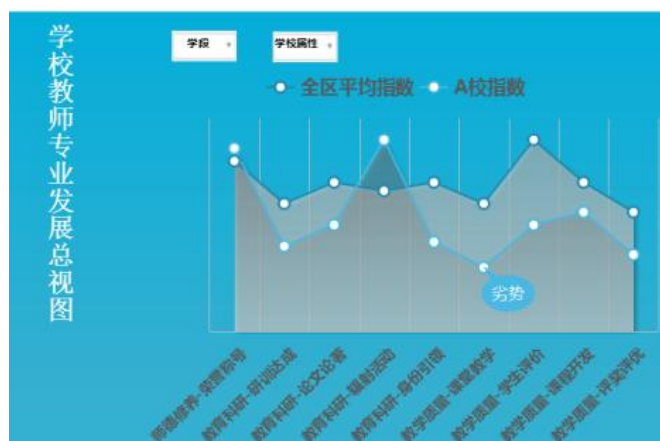 学校教师专业发展总视图
学段
学校属性
全区平均指数
A校指数
劣势
师德修养-荣誉称号
教育科研-研训达成
教育科研-论文论著
教育科研-辐射活动
教育科研-身份引领
教学质量-课堂教学
教学质量-学生评价
教学质量-课程开发
教学质量-评奖评优